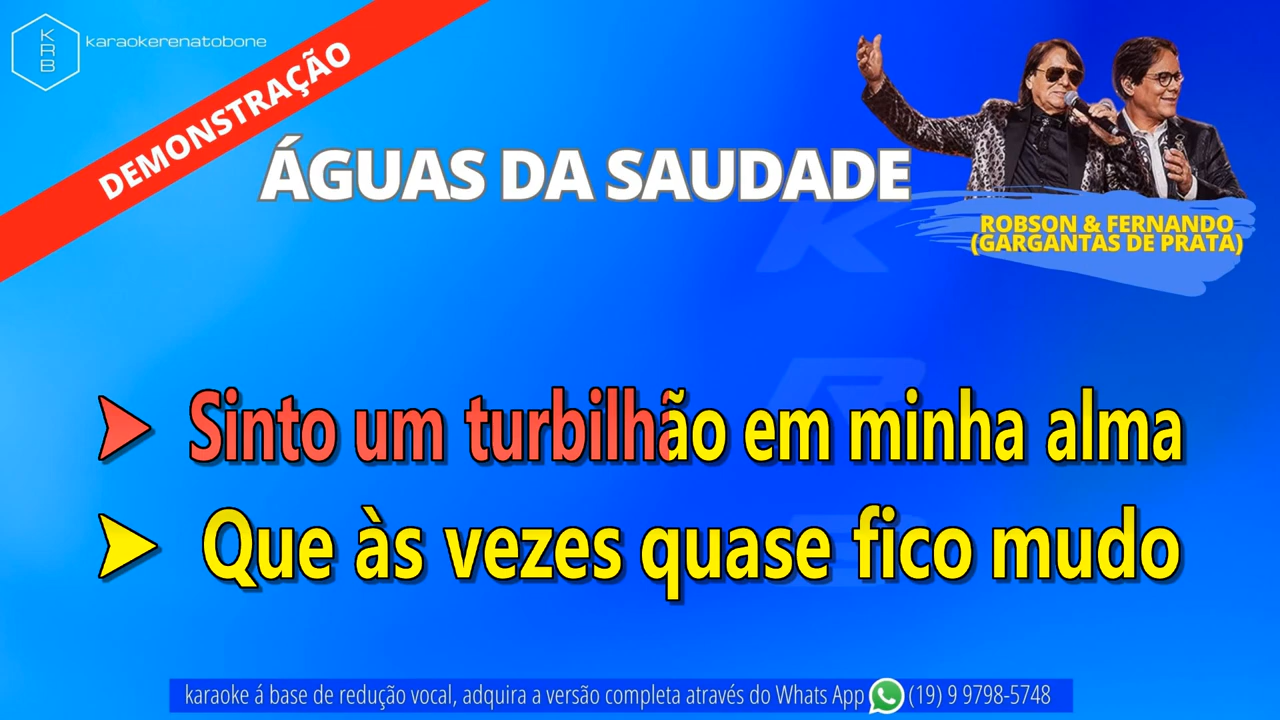 K
R
B
karaokerenatobone
DEMONSTRAÇÃO
ÁGUAS DA SAUDADE
ROBSON & FERNANDO
(GARGANTAS DE PRATA)
K
R
B
Sinto um turbilhão em minha alma
Que às vezes quase fico mudo
karaoke á base de redução vocal, adquira a versão completa através do Whats App (19) 9 9798-5748